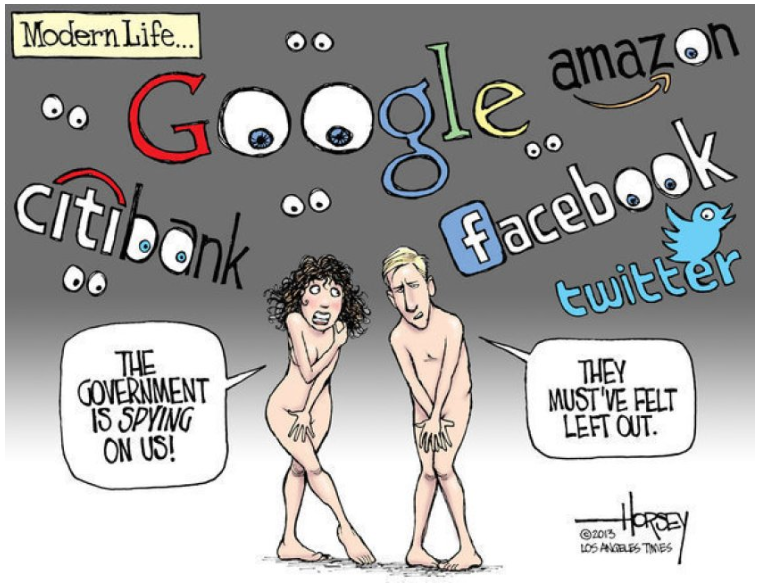 Modern Life...
Google
amazon
citibank
facebook
twitter
THE
GOVERNMENT
IS SPYING
ON US!
THEY
MUST'VE FELT
LEFT OUT.
HORSEY
©2013
LOS ANGELES TIMES